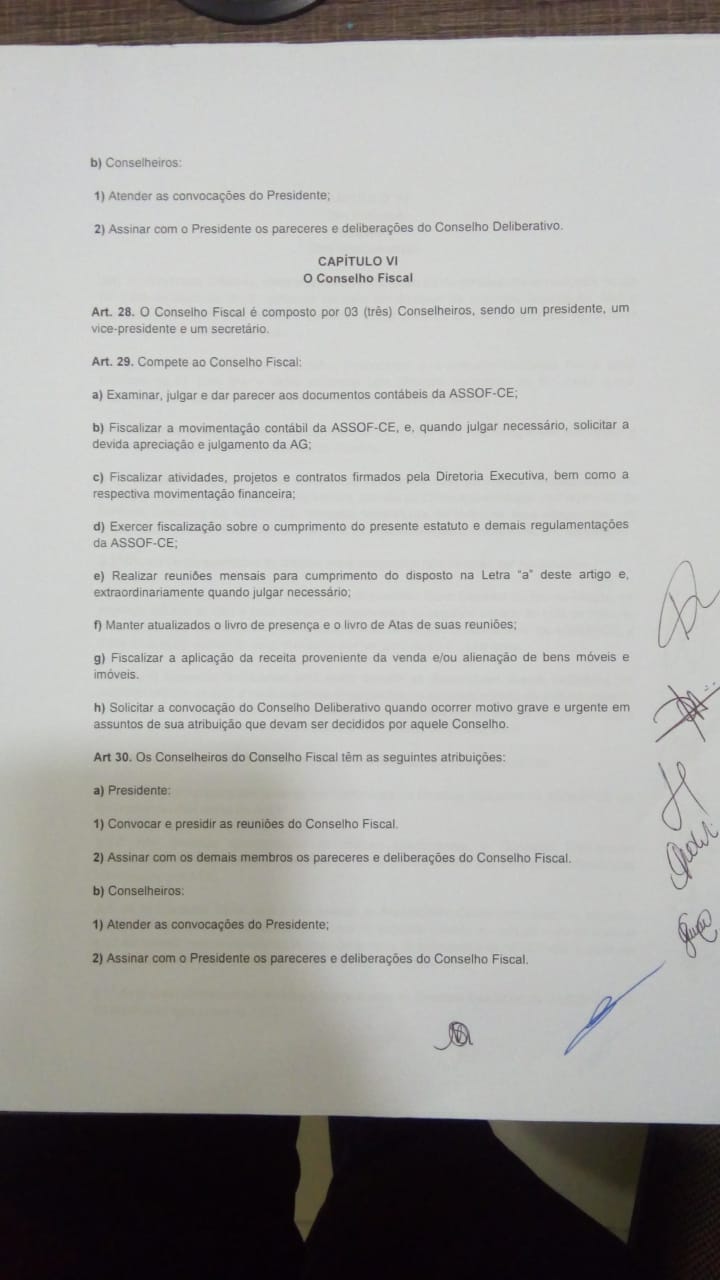 b) Conselheiros:
1) Atender as convocações do Presidente;
2) Assinar com o Presidente os pareceres e deliberações do Conselho Deliberativo.
CAPÍTULO VI
O Conselho Fiscal
Art. 28. O Conselho Fiscal é composto por 03 (três) Conselheiros, sendo um presidente, um
vice-presidente e um secretário.
Art. 29. Compete ao Conselho Fiscal:
a) Examinar, julgar e dar parecer aos documentos contábeis da ASSOF-CE;
b) Fiscalizar a movimentação contábil da ASSOF-CE, e, quando julgar necessário, solicitar a
devida apreciação e julgamento da AG;
c) Fiscalizar atividades, projetos e contratos firmados pela Diretoria Executiva, bem como a
respectiva movimentação financeira;
d) Exercer fiscalização sobre o cumprimento do presente estatuto e demais regulamentações
da ASSOF-CE;
e) Realizar reuniões mensais para cumprimento do disposto na Letra "a" deste artigo e,
extraordinariamente quando julgar necessário;
f) Manter atualizados o livro de presença e o livro de Atas de suas reuniões;
g) Fiscalizar a aplicação da receita proveniente da venda e/ou alienação de bens móveis e
imóveis.
h) Solicitar a convocação do Conselho Deliberativo quando ocorrer motivo grave e urgente em
assuntos de sua atribuição que devam ser decididos por aquele Conselho.
Art 30. Os Conselheiros do Conselho Fiscal têm as seguintes atribuições:
a) Presidente:
1) Convocar e presidir as reuniões do Conselho Fiscal.
2) Assinar com os demais membros os pareceres e deliberações do Conselho Fiscal.
b) Conselheiros:
1) Atender as convocações do Presidente;
2) Assinar com o Presidente os pareceres e deliberações do Conselho Fiscal.